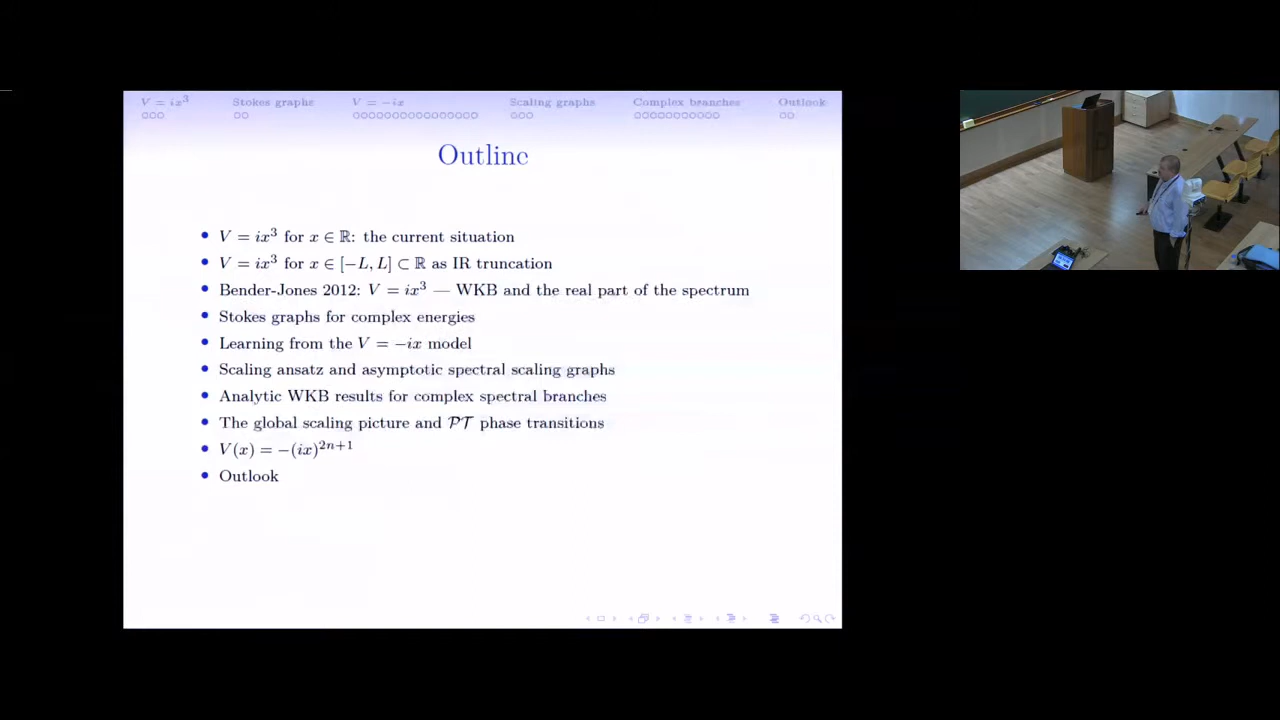 V = ix³ Stokes graphs V = −ix Scaling graphs Complex branches Outlook
Outline
• V = ix³ for x ∈ ℝ: the current situation
• V = ix³ for x ∈ [−L, L] ⊂ ℝ as IR truncation
• Bender-Jones 2012: V = ix³ — WKB and the real part of the spectrum
• Stokes graphs for complex energies
• Learning from the V = −ix model
• Scaling ansatz and asymptotic spectral scaling graphs
• Analytic WKB results for complex spectral branches
• The global scaling picture and 𝒫𝒯 phase transitions
• V(x) = −(ix)²ⁿ⁺¹
• Outlook